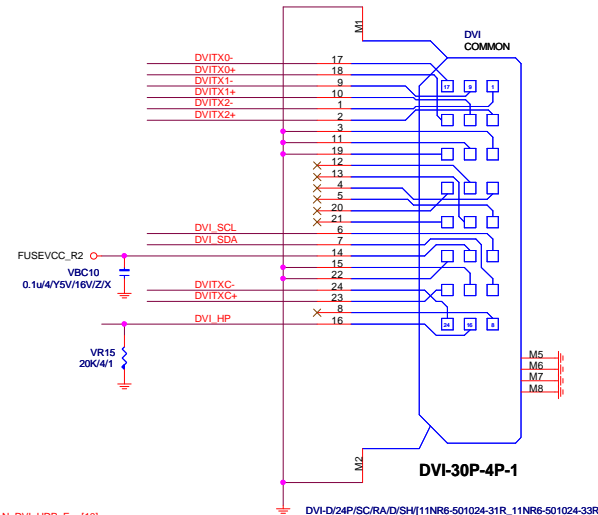 M1
DVI
COMMON
DVITX0- 17
DVITX0+ 18
DVITX1- 9
DVITX1+ 10
DVITX2- 1
DVITX2+ 2
3
11
19
12
13
4
5
20
21
DVI_SCL 6
DVI_SDA 7
FUSEVCC_R2 14
15
22
DVITXC- 24
DVITXC+ 23
8
DVI_HP 16
17 9 1
24 16 8
VBC10
0.1u/4/Y5V/16V/Z/X
VR15
20K/4/1
M5
M6
M7
M8
M2
DVI-30P-4P-1
DVI-D/24P/SC/RA/D/SH/[11NR6-501024-31R_11NR6-501024-33R